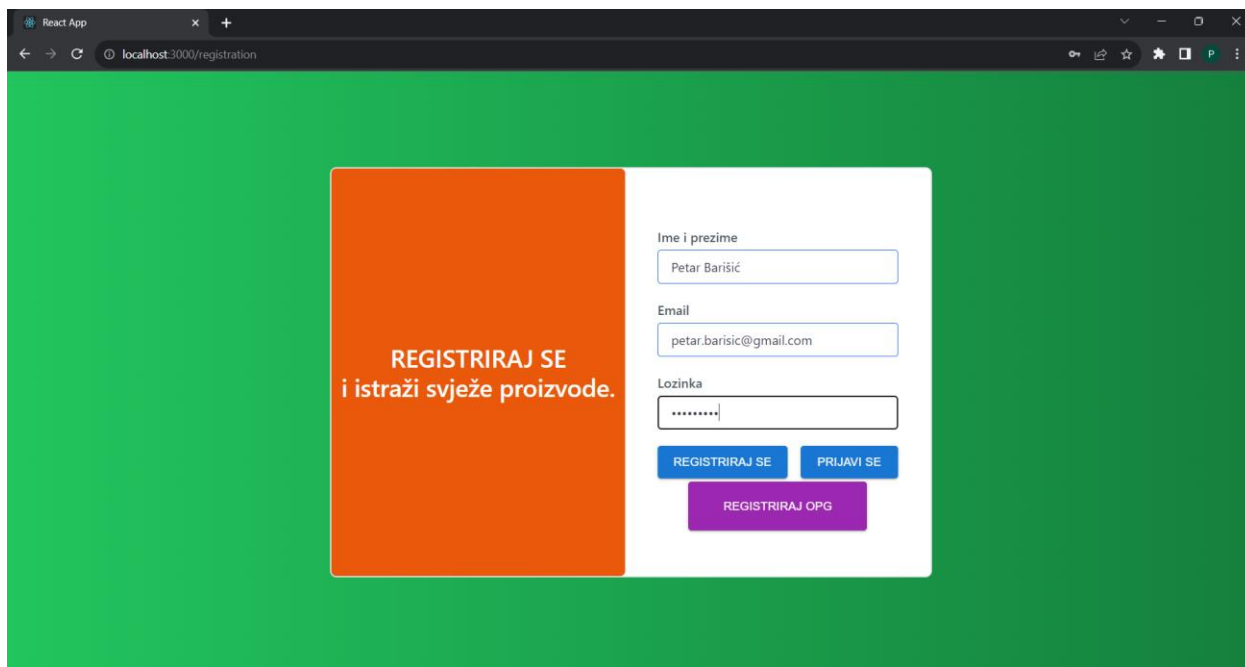 React App
localhost:3000/registration
P
REGISTRIRAJ SE
i istraži svježe proizvode.
Ime i prezime
Petar Barišić
Email
petar.barisic@gmail.com
Lozinka
•••••••••
REGISTRIRAJ SE
PRIJAVI SE
REGISTRIRAJ OPG